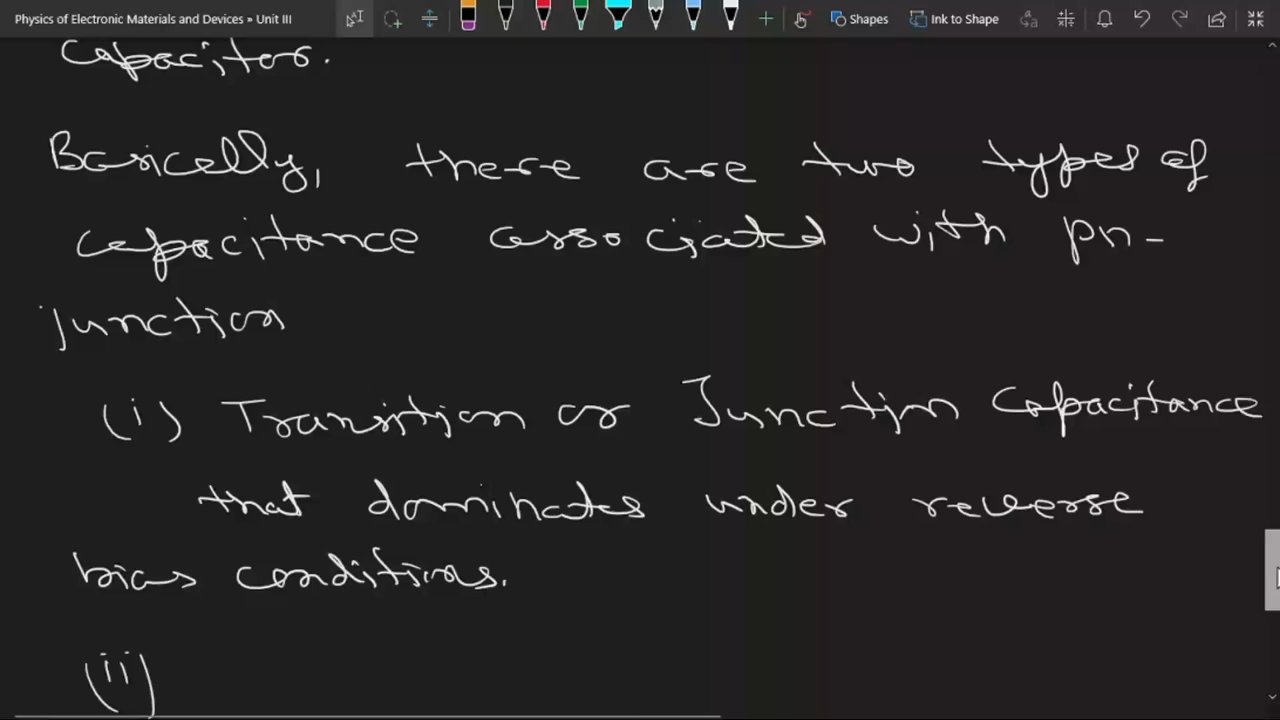 Physics of Electronic Materials and Devices » Unit III
Shapes
Ink to Shape
Capacitor.
Basically, there are two types of
capacitance associated with pn-
junction
(i) Transition or Junction Capacitance
that dominates under reverse
bias conditions.
(ii)